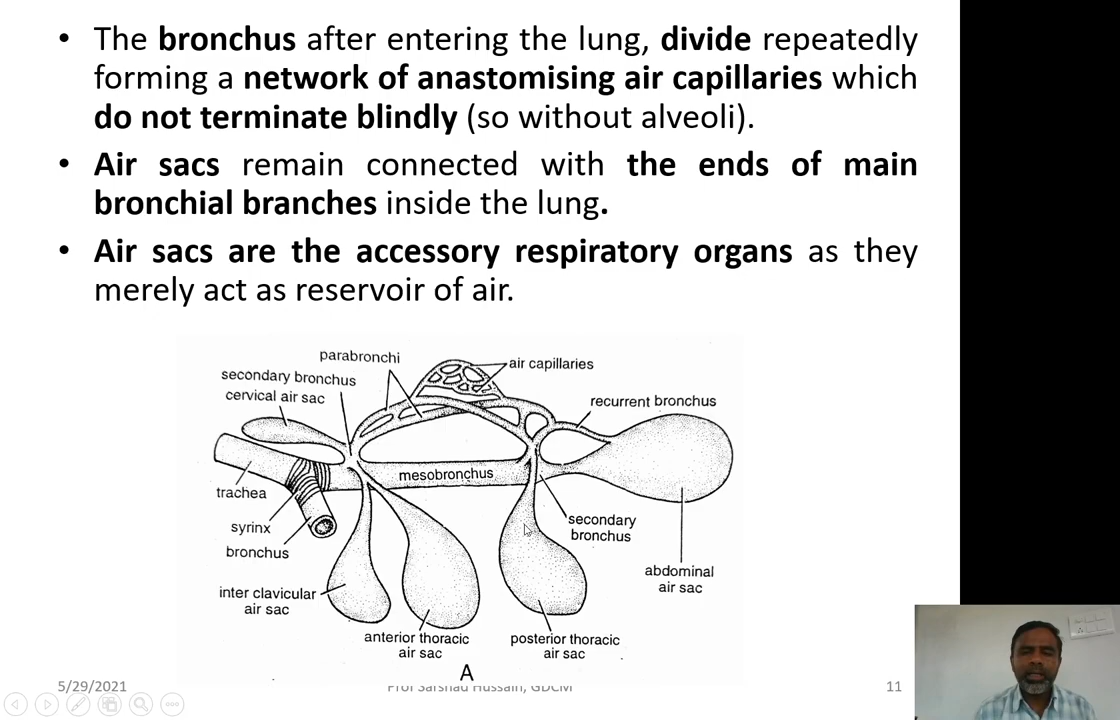 • The bronchus after entering the lung, divide repeatedly
forming a network of anastomising air capillaries which
do not terminate blindly (so without alveoli).
• Air sacs remain connected with the ends of main
bronchial branches inside the lung.
• Air sacs are the accessory respiratory organs as they
merely act as reservoir of air.
parabronchi
air capillaries
secondary bronchus
cervical air sac
recurrent bronchus
mesobronchus
trachea
syrinx
bronchus
secondary
bronchus
abdominal
air sac
inter clavicular
air sac
anterior thoracic
air sac
posterior thoracic
air sac
A
5/29/2021
Prof Sarshad Hussain, GDCM
11